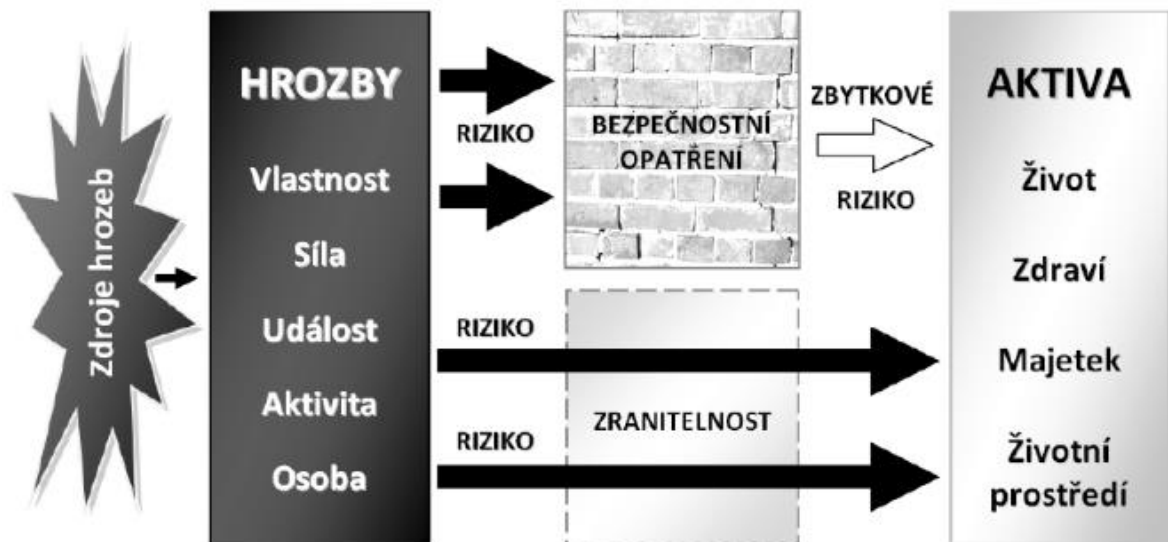 Zdroje hrozeb
HROZBY
Vlastnost
Síla
Událost
Aktivita
Osoba
RIZIKO
BEZPEČNOSTNÍ
OPATŘENÍ
ZBYTKOVÉ
RIZIKO
RIZIKO
RIZIKO
ZRANITELNOST
AKTIVA
Život
Zdraví
Majetek
Životní
prostředí